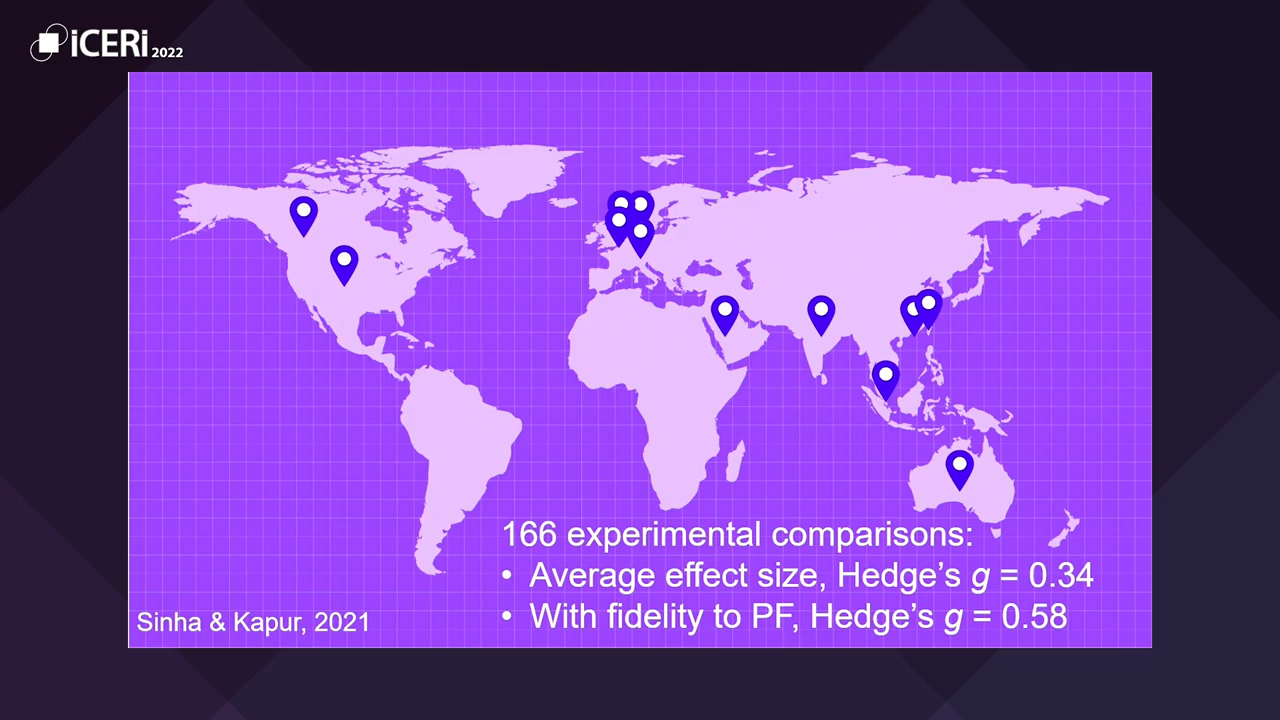 iCERi 2022
166 experimental comparisons:
• Average effect size, Hedge’s g = 0.34
• With fidelity to PF, Hedge’s g = 0.58
Sinha & Kapur, 2021